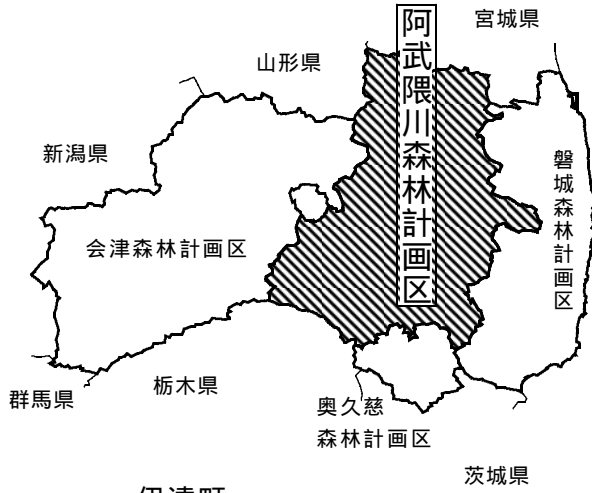 宮城県
阿武隈川森林計画区
山形県
新潟県
磐城森林計画区
会津森林計画区
群馬県
栃木県
奥久慈
森林計画区
茨城県